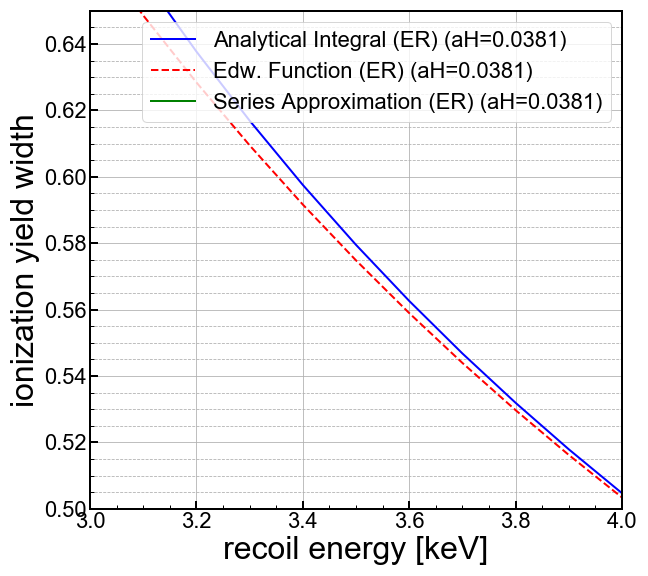 Analytical Integral (ER) (aH=0.0381)
Edw. Function (ER) (aH=0.0381)
Series Approximation (ER) (aH=0.0381)
ionization yield width
0.64
0.62
0.60
0.58
0.56
0.54
0.52
0.50
3.0 3.2 3.4 3.6 3.8 4.0
recoil energy [keV]